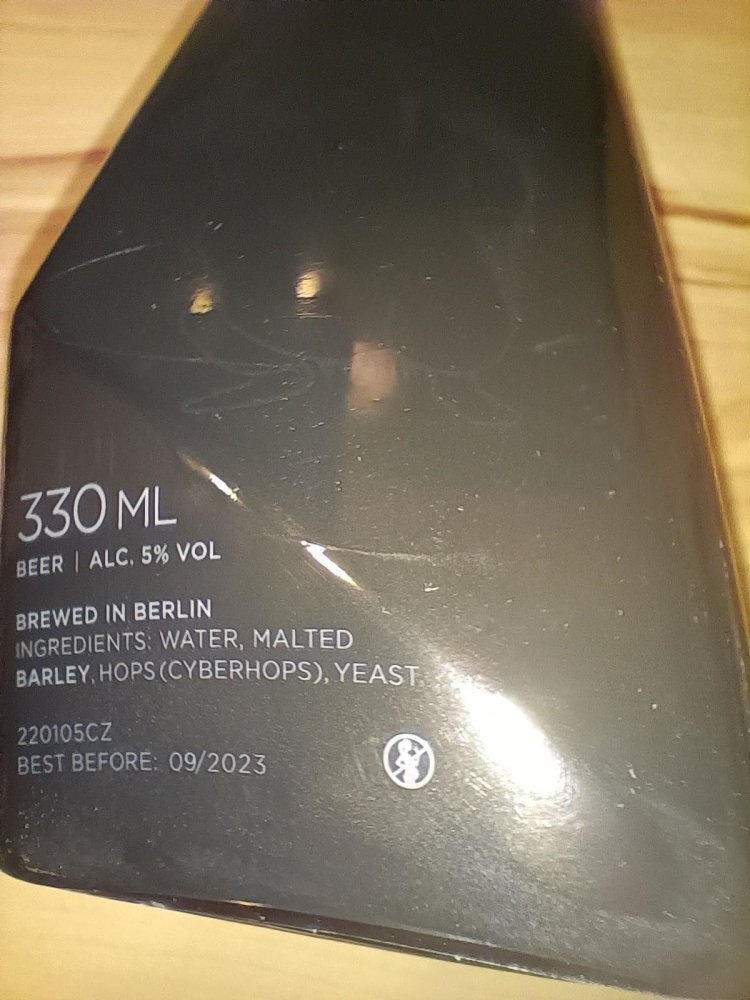 330 ML
BEER | ALC. 5% VOL
BREWED IN BERLIN
INGREDIENTS: WATER, MALTED
BARLEY, HOPS (CYBERHOPS), YEAST
220105CZ
BEST BEFORE: 09/2023